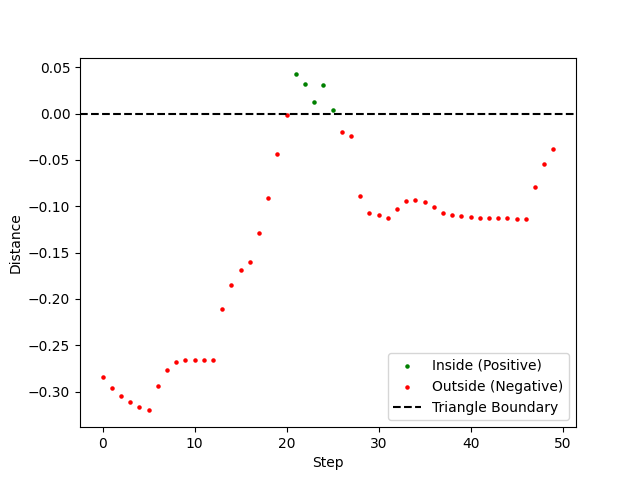 0.05
0.00
−0.05
−0.10
−0.15
−0.20
−0.25
−0.30
Distance
0 10 20 30 40 50
Step
Inside (Positive)
Outside (Negative)
Triangle Boundary